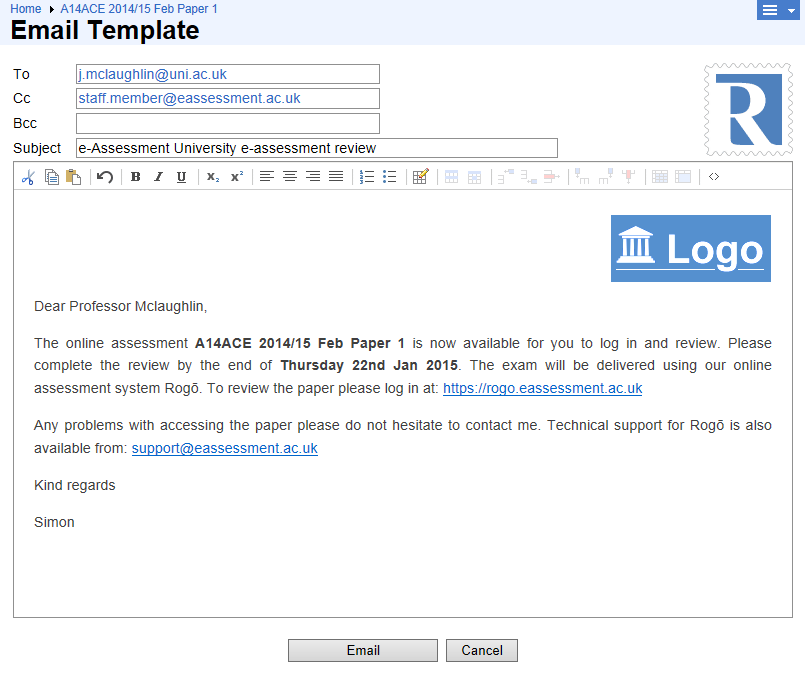 Home ▸ A14ACE 2014/15 Feb Paper 1
Email Template
To j.mclaughlin@uni.ac.uk
Cc staff.member@eassessment.ac.uk
Bcc
Subject e-Assessment University e-assessment review
R
B I U x₂ x²
Logo
Dear Professor Mclaughlin,
The online assessment A14ACE 2014/15 Feb Paper 1 is now available for you to log in and review. Please
complete the review by the end of Thursday 22nd Jan 2015. The exam will be delivered using our online
assessment system Rogō. To review the paper please log in at: https://rogo.eassessment.ac.uk
Any problems with accessing the paper please do not hesitate to contact me. Technical support for Rogō is also
available from: support@eassessment.ac.uk
Kind regards
Simon
Email Cancel